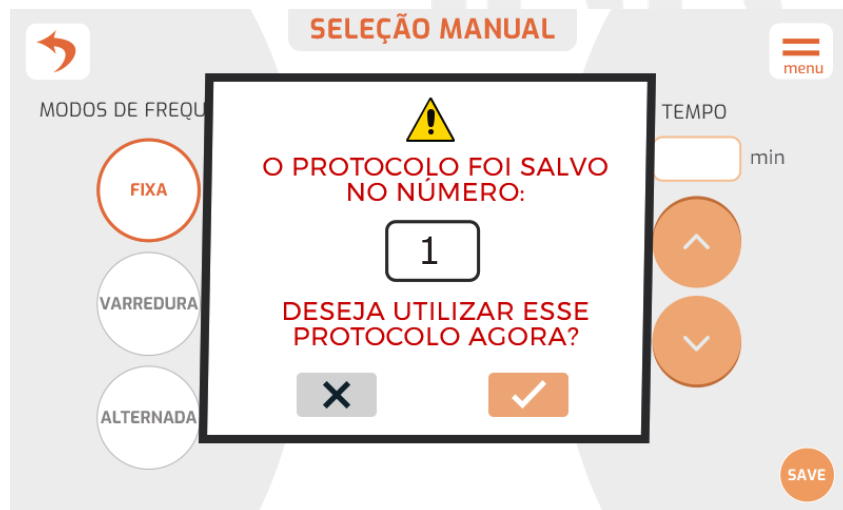 SELEÇÃO MANUAL
menu
MODOS DE FREQU
TEMPO
min
FIXA
VARREDURA
ALTERNADA
O PROTOCOLO FOI SALVO
NO NÚMERO:
1
DESEJA UTILIZAR ESSE
PROTOCOLO AGORA?
SAVE